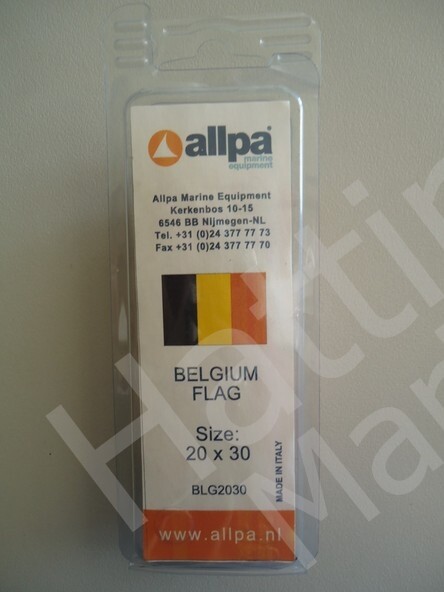 allpa®
marine
equipment
Allpa Marine Equipment
Kerkenbos 10-15
6546 BB Nijmegen-NL
Tel. +31 (0)24 377 77 73
Fax +31 (0)24 377 77 70
BELGIUM
FLAG
Size:
20 x 30
MADE IN ITALY
BLG2030
www.allpa.nl